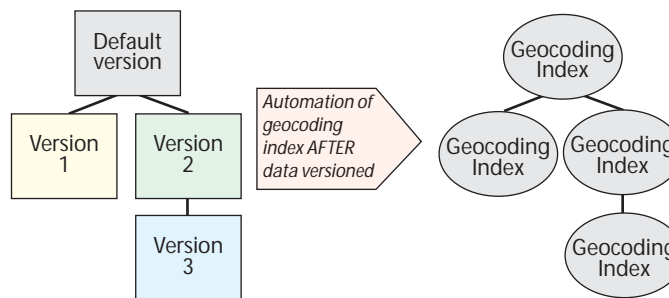 Default
version
Version
1
Version
2
Version
3
Automation of
geocoding
index AFTER
data versioned
Geocoding
Index
Geocoding
Index
Geocoding
Index
Geocoding
Index